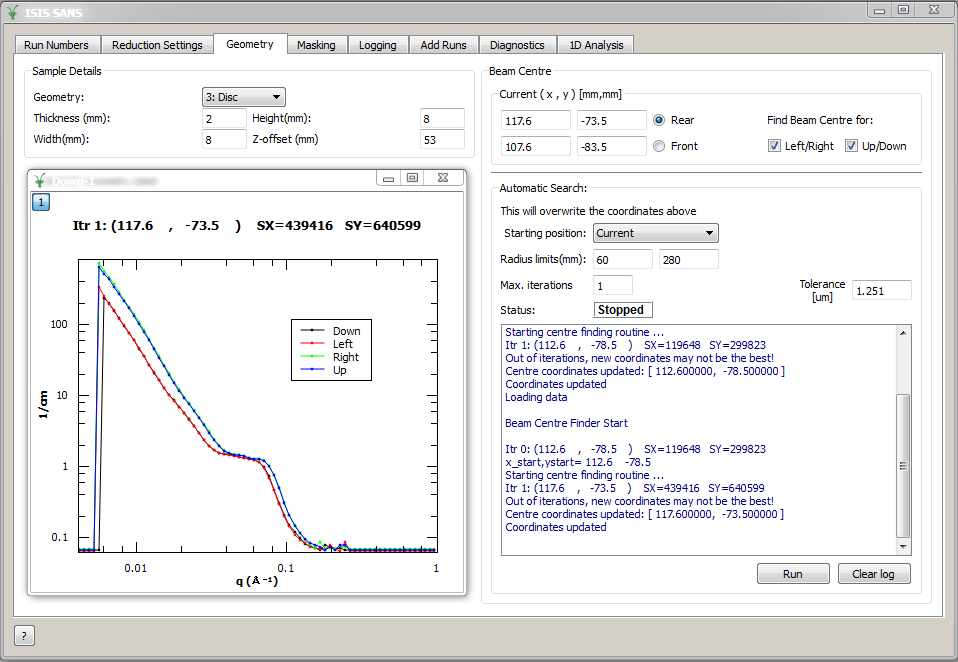 ISIS SANS
Run Numbers Reduction Settings Geometry Masking Logging Add Runs Diagnostics 1D Analysis
Sample Details
Geometry: 3: Disc
Thickness (mm): 2 Height(mm): 8
Width(mm): 8 Z-offset (mm) 53
Down-1
1
Itr 1: (117.6 , -73.5 ) SX=439416 SY=640599
Down
Left
Right
Up
1/cm
100
10
1
0.1
0.01 0.1 1
q (Å⁻¹)
Beam Centre
Current ( x , y ) [mm,mm]
117.6 -73.5 Rear Find Beam Centre for:
107.6 -83.5 Front Left/Right Up/Down
Automatic Search:
This will overwrite the coordinates above
Starting position: Current
Radius limits(mm): 60 280
Max. iterations 1
Tolerance
[um] 1.251
Status: Stopped
Starting centre finding routine ...
Itr 1: (112.6 , -78.5 ) SX=119648 SY=299823
Out of iterations, new coordinates may not be the best!
Centre coordinates updated: [ 112.600000, -78.500000 ]
Coordinates updated
Loading data
Beam Centre Finder Start
Itr 0: (112.6 , -78.5 ) SX=119648 SY=299823
x_start,ystart= 112.6 -78.5
Starting centre finding routine ...
Itr 1: (117.6 , -73.5 ) SX=439416 SY=640599
Out of iterations, new coordinates may not be the best!
Centre coordinates updated: [ 117.600000, -73.500000 ]
Coordinates updated
Run Clear log
?